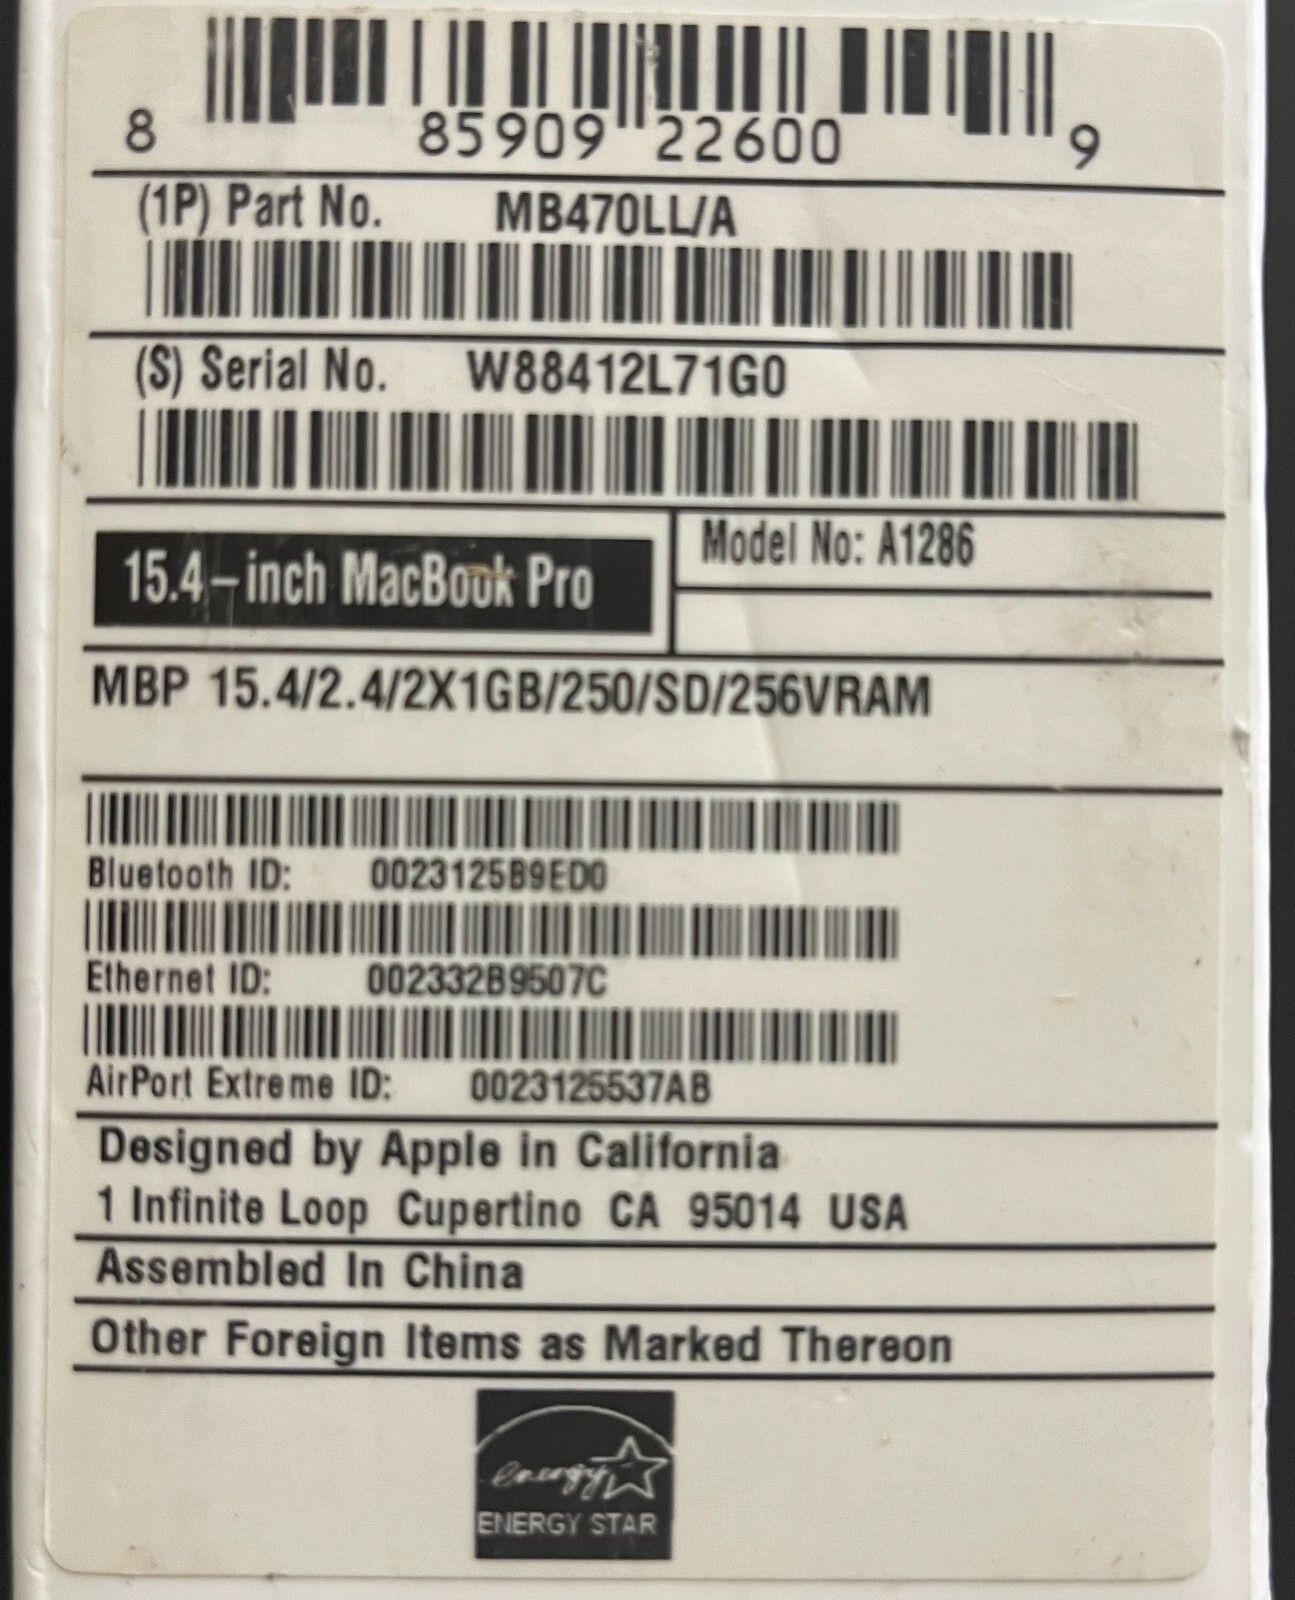 8 85909 22600 9
(1P) Part No. MB470LL/A
(S) Serial No. W88412L71G0
15.4-inch MacBook Pro
Model No: A1286
MBP 15.4/2.4/2X1GB/250/SD/256VRAM
Bluetooth ID: 0023125B9ED0
Ethernet ID: 002332B9507C
AirPort Extreme ID: 0023125537AB
Designed by Apple in California
1 Infinite Loop Cupertino CA 95014 USA
Assembled In China
Other Foreign Items as Marked Thereon
energy
ENERGY STAR